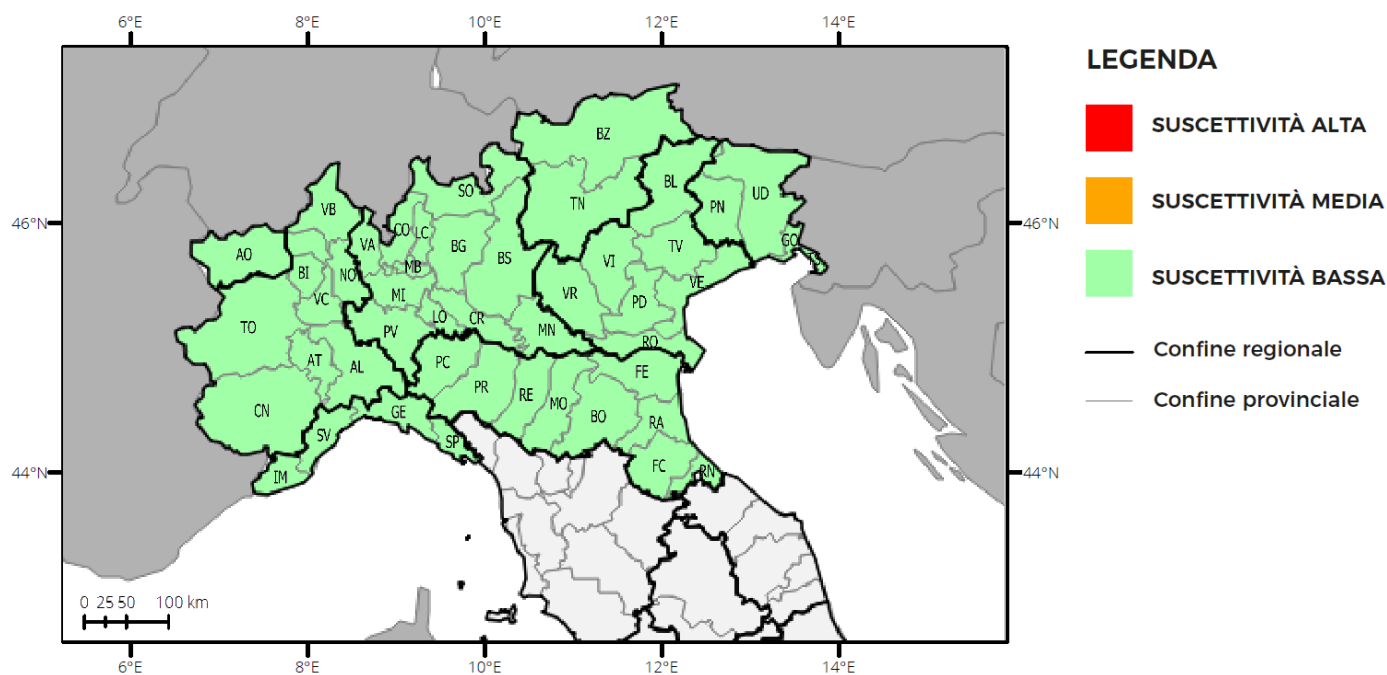 6°E 8°E 10°E 12°E 14°E
LEGENDA
SUSCETTIVITÀ ALTA
SUSCETTIVITÀ MEDIA
SUSCETTIVITÀ BASSA
Confine regionale
Confine provinciale
46°N 46°N
44°N 44°N
BZ
SO BL UD
VB TN PN
CO LC GO
AO VA BG TV
BI NO MB BS VI
VC MI VR PD VE
TO PV LO CR MN RO
AT AL PC FE
CN PR RE MO BO RA
SV GE SP
IM FC RN
0 25 50 100 km
6°E 8°E 10°E 12°E 14°E